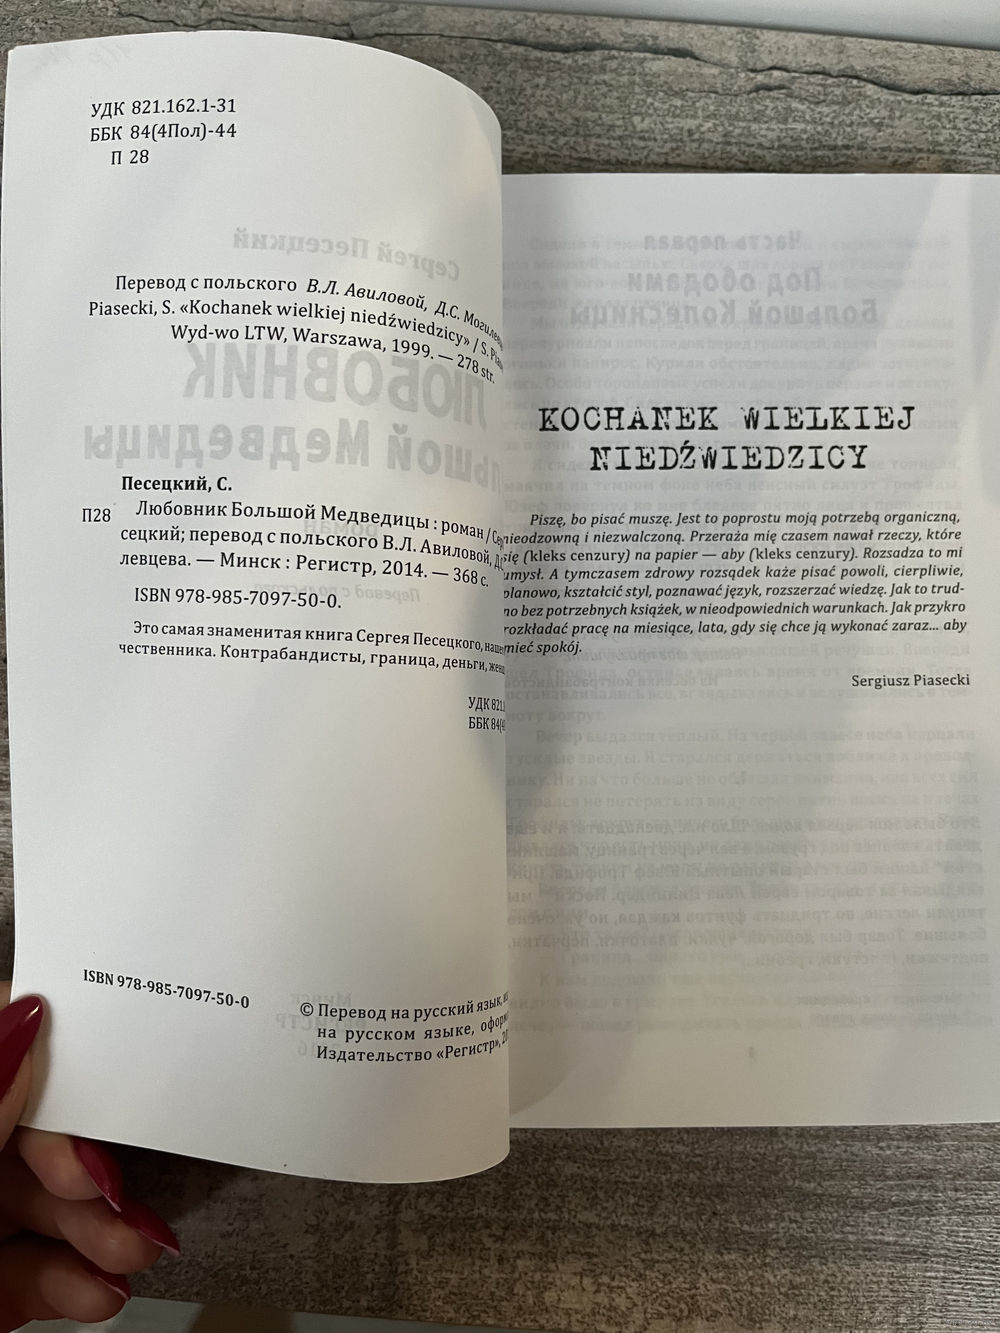 УДК 821.162.1-31
ББК 84(4Пол)-44
П 28
Перевод с польского В.Л. Авиловой, Д.С. Могилев
Piasecki, S. «Kochanek wielkiej niedźwiedzicy» / S. Pias
Wyd-wo LTW, Warszawa, 1999. — 278 str.
Песецкий, С.
П28 Любовник Большой Медведицы : роман / Сер
сецкий; перевод с польского В.Л. Авиловой, Д.С
левцева. — Минск : Регистр, 2014. — 368 с.
ISBN 978-985-7097-50-0.
Это самая знаменитая книга Сергея Песецкого, наше
чественника. Контрабандисты, граница, деньги, жен
УДК 821.
ББК 84(4
ISBN 978-985-7097-50-0
© Перевод на русский язык,
на русском языке, оформ
Издательство «Регистр», 20
KOCHANEK WIELKIEJ
NIEDŹWIEDZICY
Piszę, bo pisać muszę. Jest to poprostu moją potrzebą organiczną,
nieodzowną i niezwalczoną. Przeraża mię czasem nawał rzeczy, które
się (kleks cenzury) na papier — aby (kleks cenzury). Rozsadza to mi
umysł. A tymczasem zdrowy rozsądek każe pisać powoli, cierpliwie,
planowo, kształcić styl, poznawać język, rozszerzać wiedzę. Jak to trud-
no bez potrzebnych książek, w nieodpowiednich warunkach. Jak przykro
rozkładać pracę na miesiące, lata, gdy się chce ją wykonać zaraz... aby
mieć spokój.
Sergiusz Piasecki